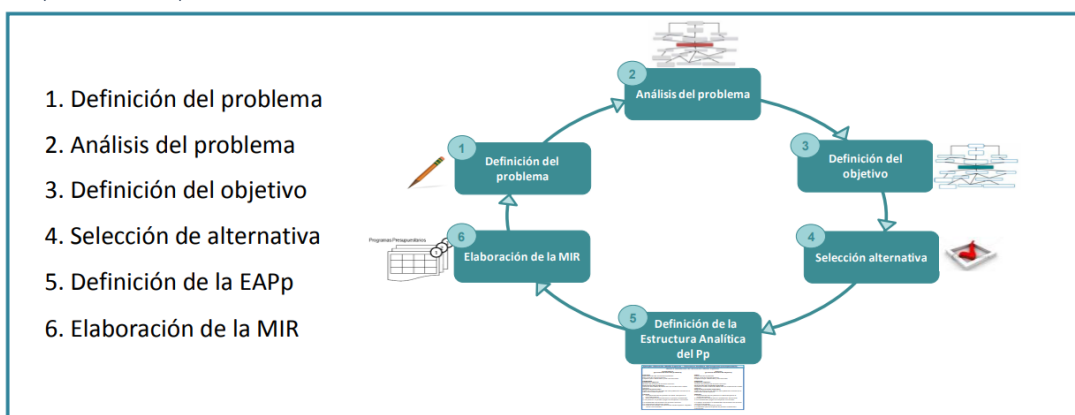 1. Definición del problema
2. Análisis del problema
3. Definición del objetivo
4. Selección de alternativa
5. Definición de la EAPp
6. Elaboración de la MIR
1
Definición del
problema
2
Análisis del problema
3
Definición del
objetivo
4
Selección alternativa
5
Definición de la
Estructura Analítica
del Pp
6
Elaboración de la MIR
Programas Presupuestarios